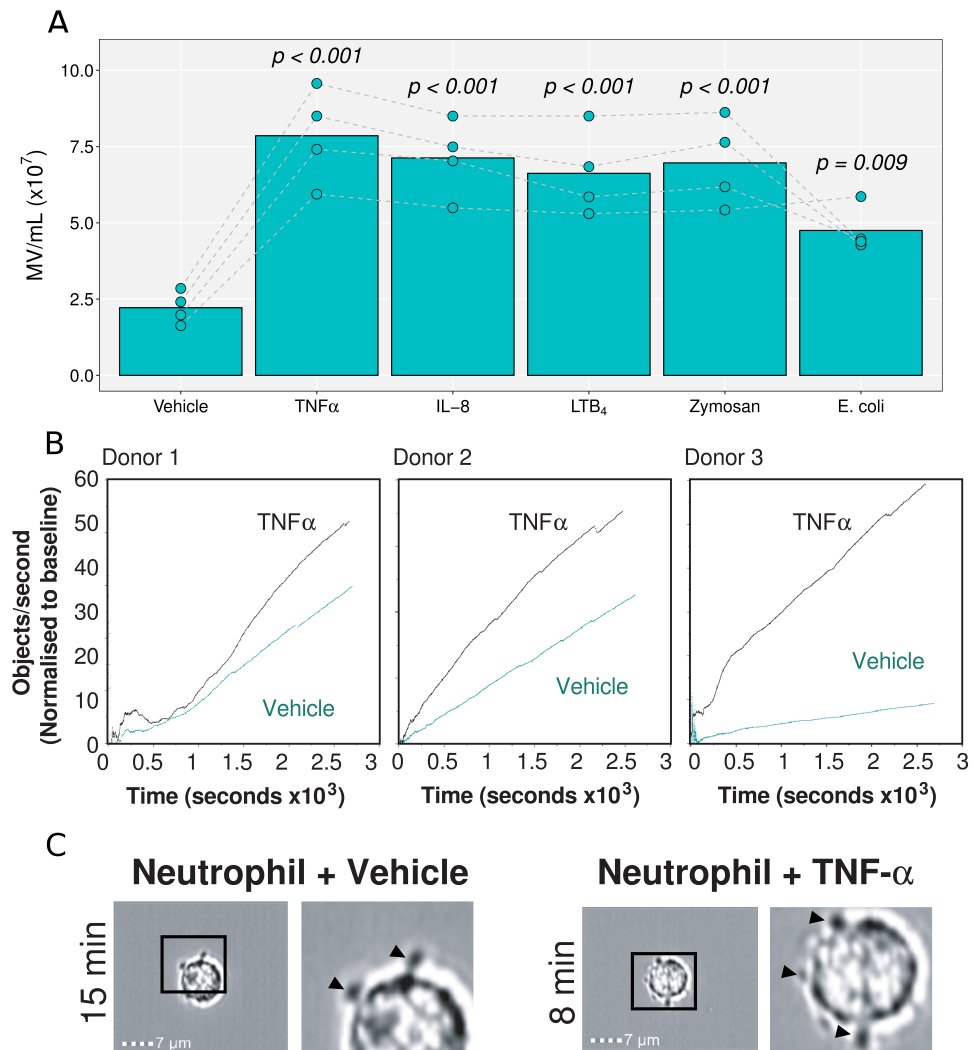 A
p < 0.001
p < 0.001
p < 0.001
p < 0.001
p = 0.009
10.0
7.5
5.0
2.5
0.0
MV/mL (x10⁷)
Vehicle
TNFα
IL−8
LTB₄
Zymosan
E. coli
B
Donor 1
Donor 2
Donor 3
Objects/second
(Normalised to baseline)
60
50
40
30
20
10
0
TNFα
Vehicle
TNFα
Vehicle
TNFα
Vehicle
0 0.5 1 1.5 2 2.5 3
0 0.5 1 1.5 2 2.5 3
0 0.5 1 1.5 2 2.5 3
Time (seconds x10³)
Time (seconds x10³)
Time (seconds x10³)
C
Neutrophil + Vehicle
Neutrophil + TNF-α
15 min
7 µm
8 min
7 µm